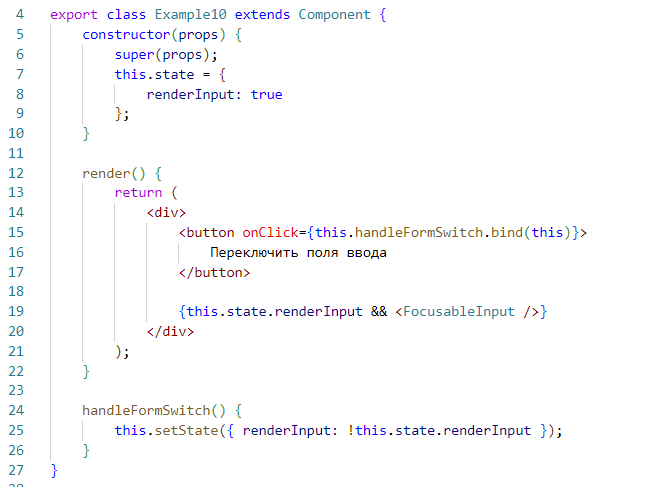 4 export class Example10 extends Component {
5     constructor(props) {
6         super(props);
7         this.state = {
8             renderInput: true
9         };
10     }
11
12     render() {
13         return (
14             <div>
15                 <button onClick={this.handleFormSwitch.bind(this)}>
16                     Переключить поля ввода
17                 </button>
18
19                 {this.state.renderInput && <FocusableInput />}
20             </div>
21         );
22     }
23
24     handleFormSwitch() {
25         this.setState({ renderInput: !this.state.renderInput });
26     }
27 }
28